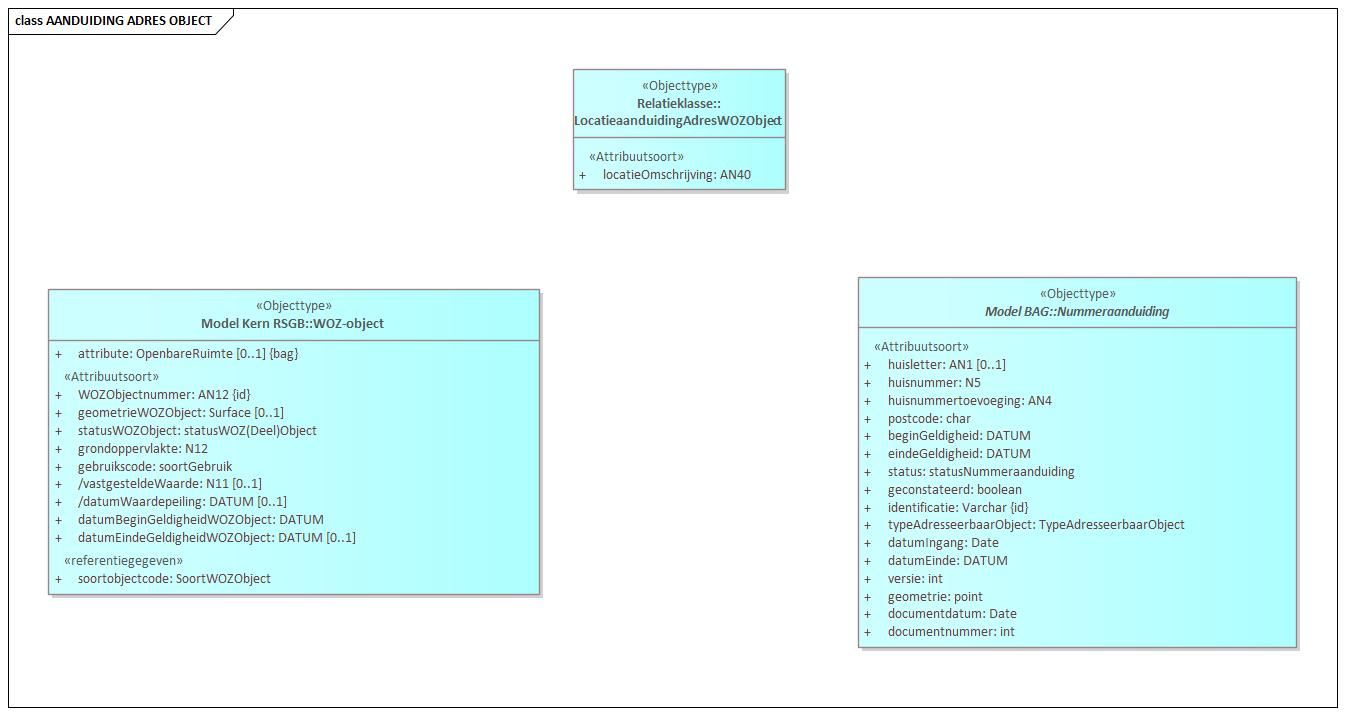 class AANDUIDING ADRES OBJECT
«Objecttype»
Relatieklasse::
LocatieaanduidingAdresWOZObject
«Attribuutsoort»
+ locatieOmschrijving: AN40
«Objecttype»
Model Kern RSGB::WOZ-object
+ attribute: OpenbareRuimte [0..1] {bag}
«Attribuutsoort»
+ WOZObjectnummer: AN12 {id}
+ geometrieWOZObject: Surface [0..1]
+ statusWOZObject: statusWOZ(Deel)Object
+ grondoppervlakte: N12
+ gebruikscode: soortGebruik
+ /vastgesteldeWaarde: N11 [0..1]
+ /datumWaardepeiling: DATUM [0..1]
+ datumBeginGeldigheidWOZObject: DATUM
+ datumEindeGeldigheidWOZObject: DATUM [0..1]
«referentiegegeven»
+ soortobjectcode: SoortWOZObject
«Objecttype»
Model BAG::Nummeraanduiding
«Attribuutsoort»
+ huisletter: AN1 [0..1]
+ huisnummer: N5
+ huisnummertoevoeging: AN4
+ postcode: char
+ beginGeldigheid: DATUM
+ eindeGeldigheid: DATUM
+ status: statusNummeraanduiding
+ geconstateerd: boolean
+ identificatie: Varchar {id}
+ typeAdresseerbaarObject: TypeAdresseerbaarObject
+ datumIngang: Date
+ datumEinde: DATUM
+ versie: int
+ geometrie: point
+ documentdatum: Date
+ documentnummer: int